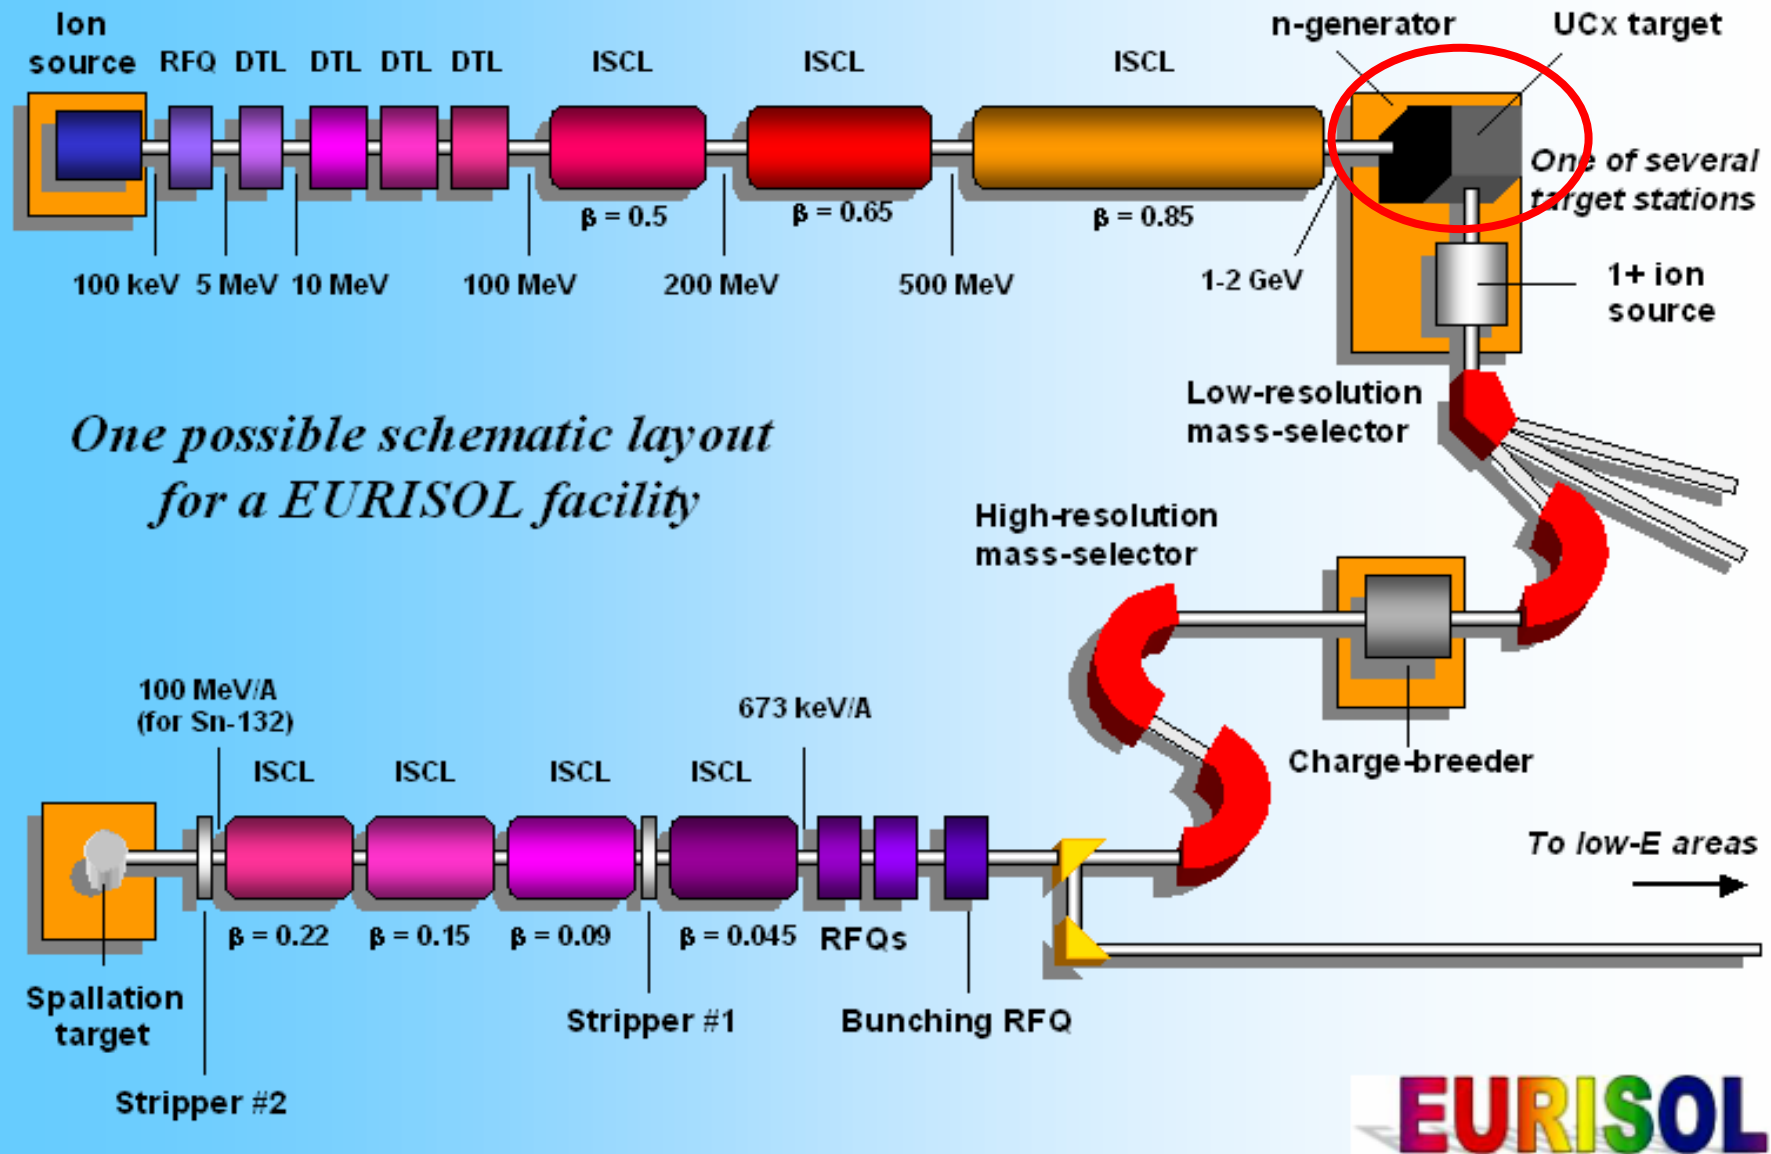 Ion
source
RFQ
DTL
DTL
DTL
DTL
ISCL
ISCL
ISCL
n-generator
UCx target
One of several
target stations
β = 0.5
β = 0.65
β = 0.85
100 keV
5 MeV
10 MeV
100 MeV
200 MeV
500 MeV
1-2 GeV
1+ ion
source
Low-resolution
mass-selector
One possible schematic layout
for a EURISOL facility
High-resolution
mass-selector
Charge-breeder
100 MeV/A
(for Sn-132)
673 keV/A
ISCL
ISCL
ISCL
ISCL
To low-E areas
β = 0.22
β = 0.15
β = 0.09
β = 0.045
RFQs
Spallation
target
Stripper #1
Bunching RFQ
Stripper #2
EURISOL